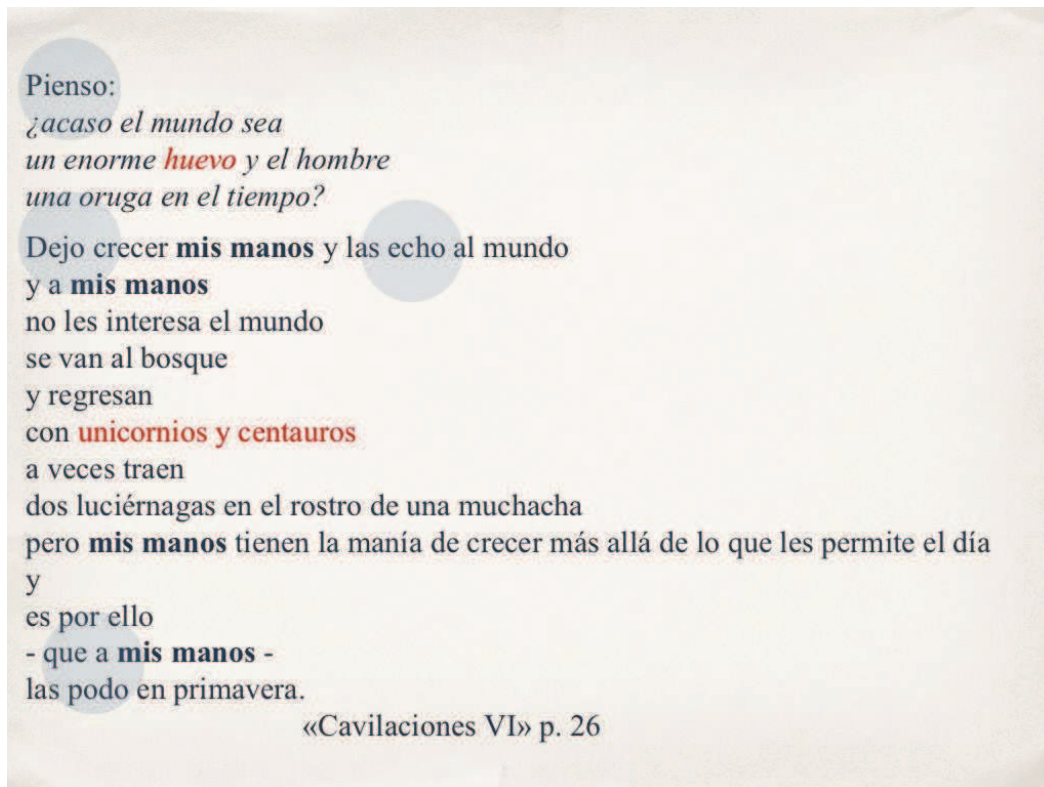 Pienso:
¿acaso el mundo sea
un enorme huevo y el hombre
una oruga en el tiempo?
Dejo crecer mis manos y las echo al mundo
y a mis manos
no les interesa el mundo
se van al bosque
y regresan
con unicornios y centauros
a veces traen
dos luciérnagas en el rostro de una muchacha
pero mis manos tienen la manía de crecer más allá de lo que les permite el día
y
es por ello
- que a mis manos -
las podo en primavera.
«Cavilaciones VI» p. 26